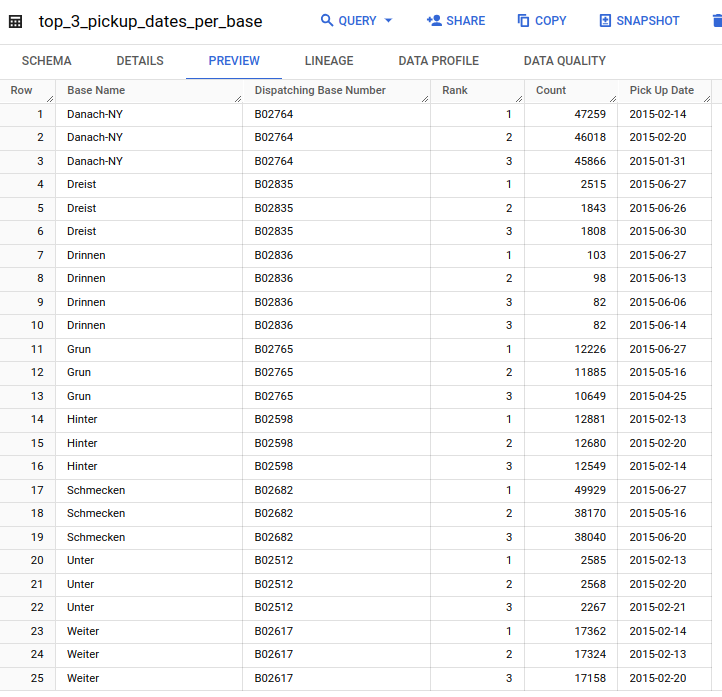 top_3_pickup_dates_per_base QUERY SHARE COPY SNAPSHOT
SCHEMA DETAILS PREVIEW LINEAGE DATA PROFILE DATA QUALITY
Row Base Name Dispatching Base Number Rank Count Pick Up Date
1 Danach-NY B02764 1 47259 2015-02-14
2 Danach-NY B02764 2 46018 2015-02-20
3 Danach-NY B02764 3 45866 2015-01-31
4 Dreist B02835 1 2515 2015-06-27
5 Dreist B02835 2 1843 2015-06-26
6 Dreist B02835 3 1808 2015-06-30
7 Drinnen B02836 1 103 2015-06-27
8 Drinnen B02836 2 98 2015-06-13
9 Drinnen B02836 3 82 2015-06-06
10 Drinnen B02836 3 82 2015-06-14
11 Grun B02765 1 12226 2015-06-27
12 Grun B02765 2 11885 2015-05-16
13 Grun B02765 3 10649 2015-04-25
14 Hinter B02598 1 12881 2015-02-13
15 Hinter B02598 2 12680 2015-02-20
16 Hinter B02598 3 12549 2015-02-14
17 Schmecken B02682 1 49929 2015-06-27
18 Schmecken B02682 2 38170 2015-05-16
19 Schmecken B02682 3 38040 2015-06-20
20 Unter B02512 1 2585 2015-02-13
21 Unter B02512 2 2568 2015-02-20
22 Unter B02512 3 2267 2015-02-21
23 Weiter B02617 1 17362 2015-02-14
24 Weiter B02617 2 17324 2015-02-13
25 Weiter B02617 3 17158 2015-02-20